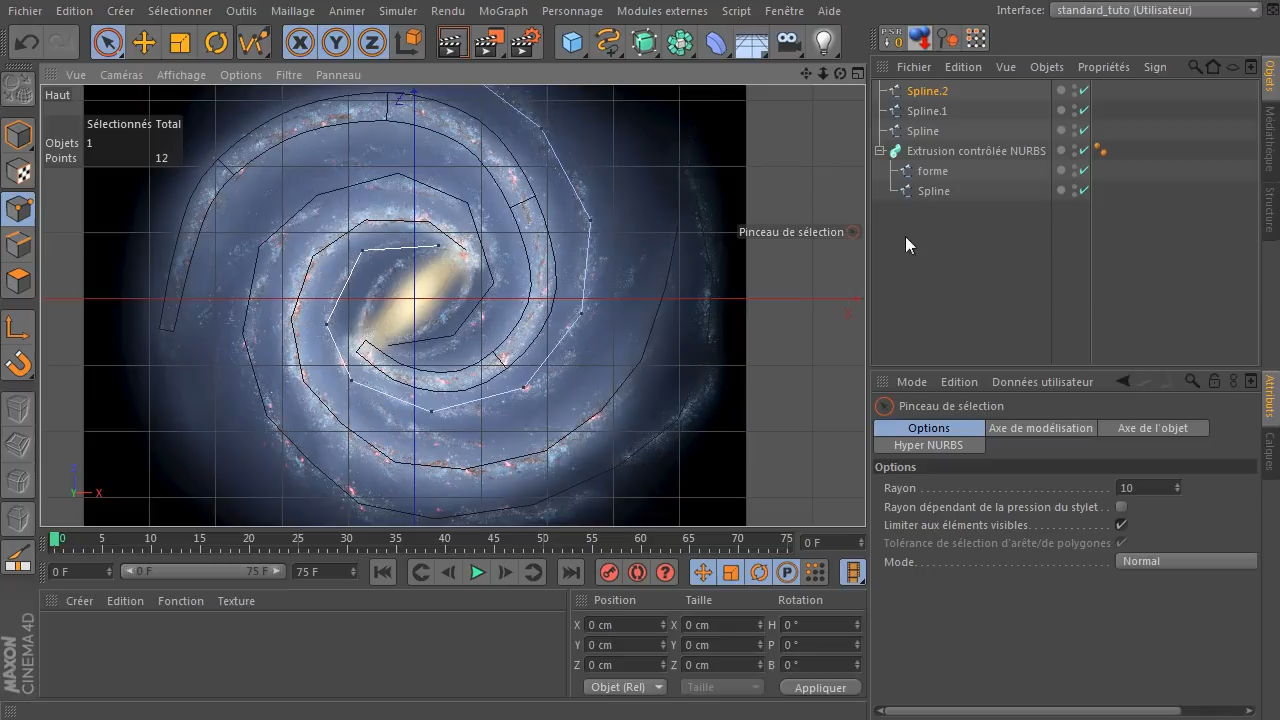 Fichier Edition Créer Sélectionner Outils Maillage Animer Simuler Rendu MoGraph Personnage Modules externes Script Fenêtre Aide Interface: standard_tuto (Utilisateur)
PSR
0
Vue Caméras Affichage Options Filtre Panneau
Fichier Edition Vue Objets Propriétés Sign
Haut
Z
Sélectionnés Total
Objets 1
Points 12
Pinceau de sélection
Z
Y X
Spline.2
Spline.1
Spline
Extrusion contrôlée NURBS
forme
Spline
Objets
Médiathèque
Structure
Mode Edition Données utilisateur
Pinceau de sélection
Options Axe de modélisation Axe de l'objet
Hyper NURBS
Options
Rayon 10
Rayon dépendant de la pression du stylet
Limiter aux éléments visibles
Tolérance de sélection d'arête/de polygones
Mode Normal
Attributs
Calques
0 5 10 15 20 25 30 35 40 45 50 55 60 65 70 75 0 F
0 F 0 F 75 F 75 F
P
Créer Edition Fonction Texture
Position Taille Rotation
X 0 cm X 0 cm H 0 °
Y 0 cm Y 0 cm P 0 °
Z 0 cm Z 0 cm B 0 °
Objet (Rel) Taille Appliquer
MAXON
CINEMA 4D